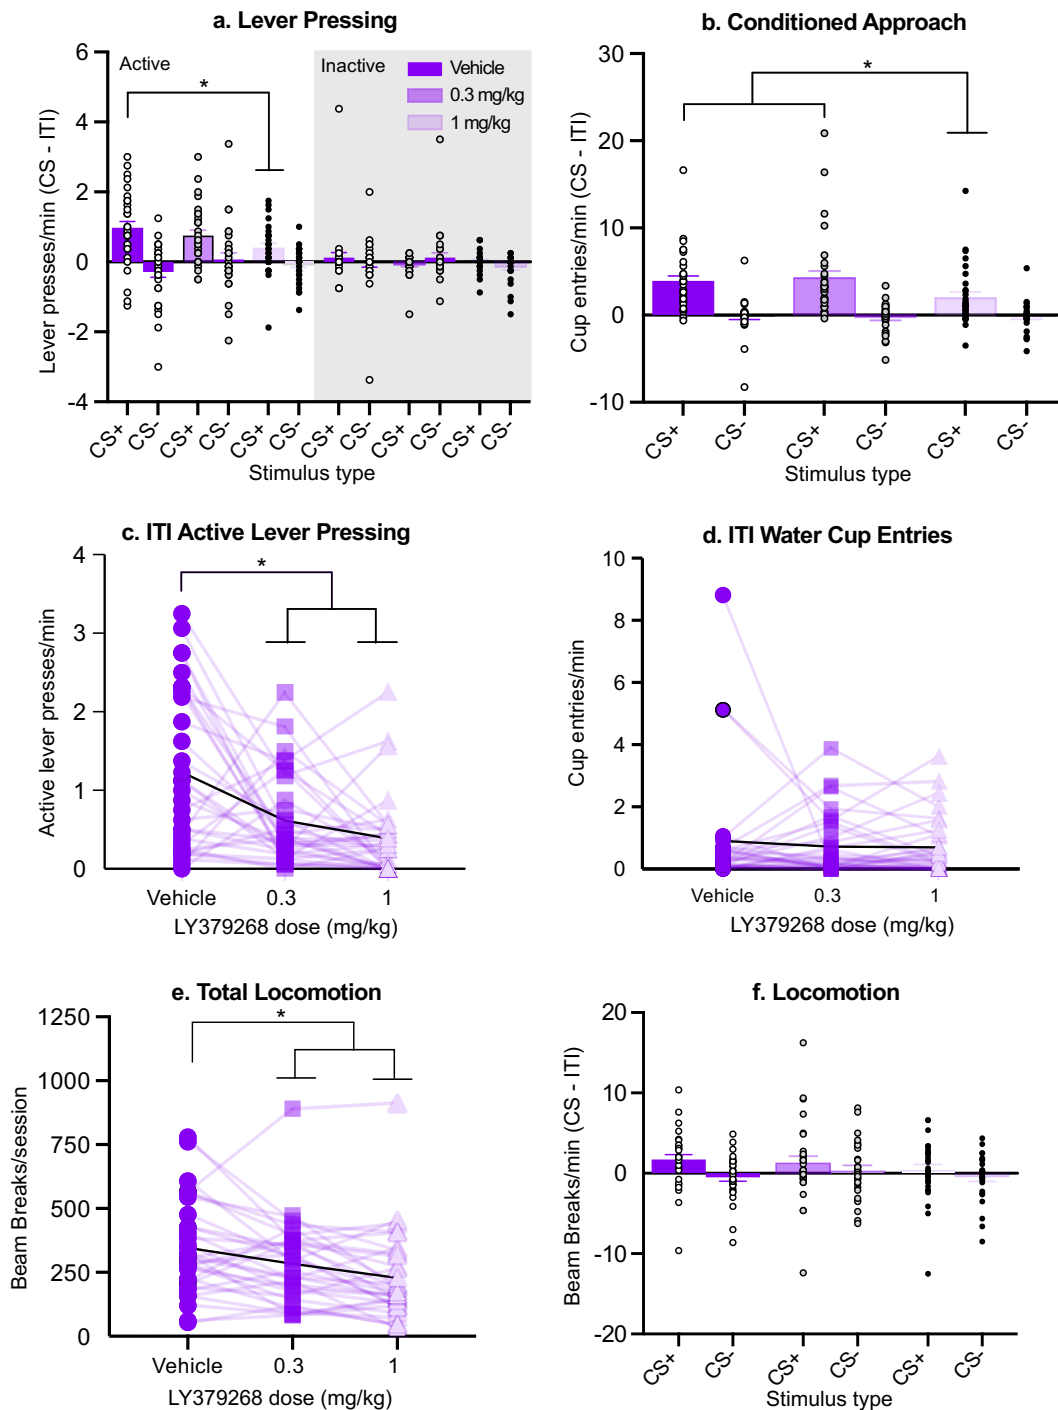 a. Lever Pressing
Active
Inactive
Vehicle
0.3 mg/kg
1 mg/kg
*
6
4
2
0
-2
-4
Lever presses/min (CS - ITI)
CS+ CS- CS+ CS- CS+ CS- CS+ CS- CS+ CS- CS+ CS-
Stimulus type
b. Conditioned Approach
*
30
20
10
0
-10
Cup entries/min (CS - ITI)
CS+ CS- CS+ CS- CS+ CS-
Stimulus type
c. ITI Active Lever Pressing
*
4
3
2
1
0
Active lever presses/min
Vehicle 0.3 1
LY379268 dose (mg/kg)
d. ITI Water Cup Entries
10
8
6
4
2
0
Cup entries/min
Vehicle 0.3 1
LY379268 dose (mg/kg)
e. Total Locomotion
*
1250
1000
750
500
250
0
Beam Breaks/session
Vehicle 0.3 1
LY379268 dose (mg/kg)
f. Locomotion
20
10
0
-10
-20
Beam Breaks/min (CS - ITI)
CS+ CS- CS+ CS- CS+ CS-
Stimulus type